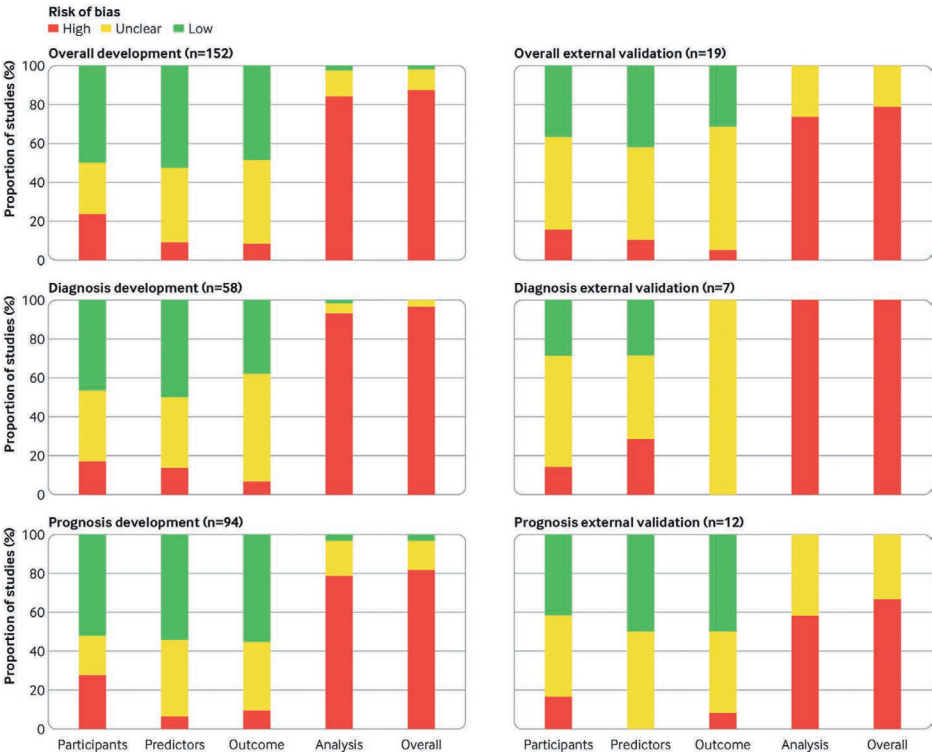 Risk of bias
High Unclear Low
Overall development (n=152)
Proportion of studies (%)
100
80
60
40
20
0
Overall external validation (n=19)
Diagnosis development (n=58)
Proportion of studies (%)
100
80
60
40
20
0
Diagnosis external validation (n=7)
Prognosis development (n=94)
Proportion of studies (%)
100
80
60
40
20
0
Participants Predictors Outcome Analysis Overall
Prognosis external validation (n=12)
Participants Predictors Outcome Analysis Overall